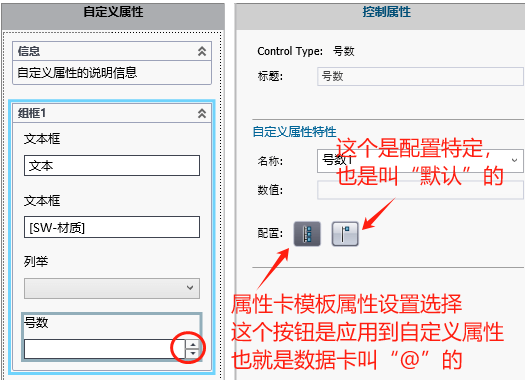 自定义属性
信息
自定义属性的说明信息
组框1
文本框
文本
文本框
[SW-材质]
列举
号数
控制属性
Control Type: 号数
标题: 号数
自定义属性特性
这个是配置特定，
名称: 号数1
也是叫“默认”的
数值:
配置:
属性卡模板属性设置选择
这个按钮是应用到自定义属性
也就是数据卡叫“@”的